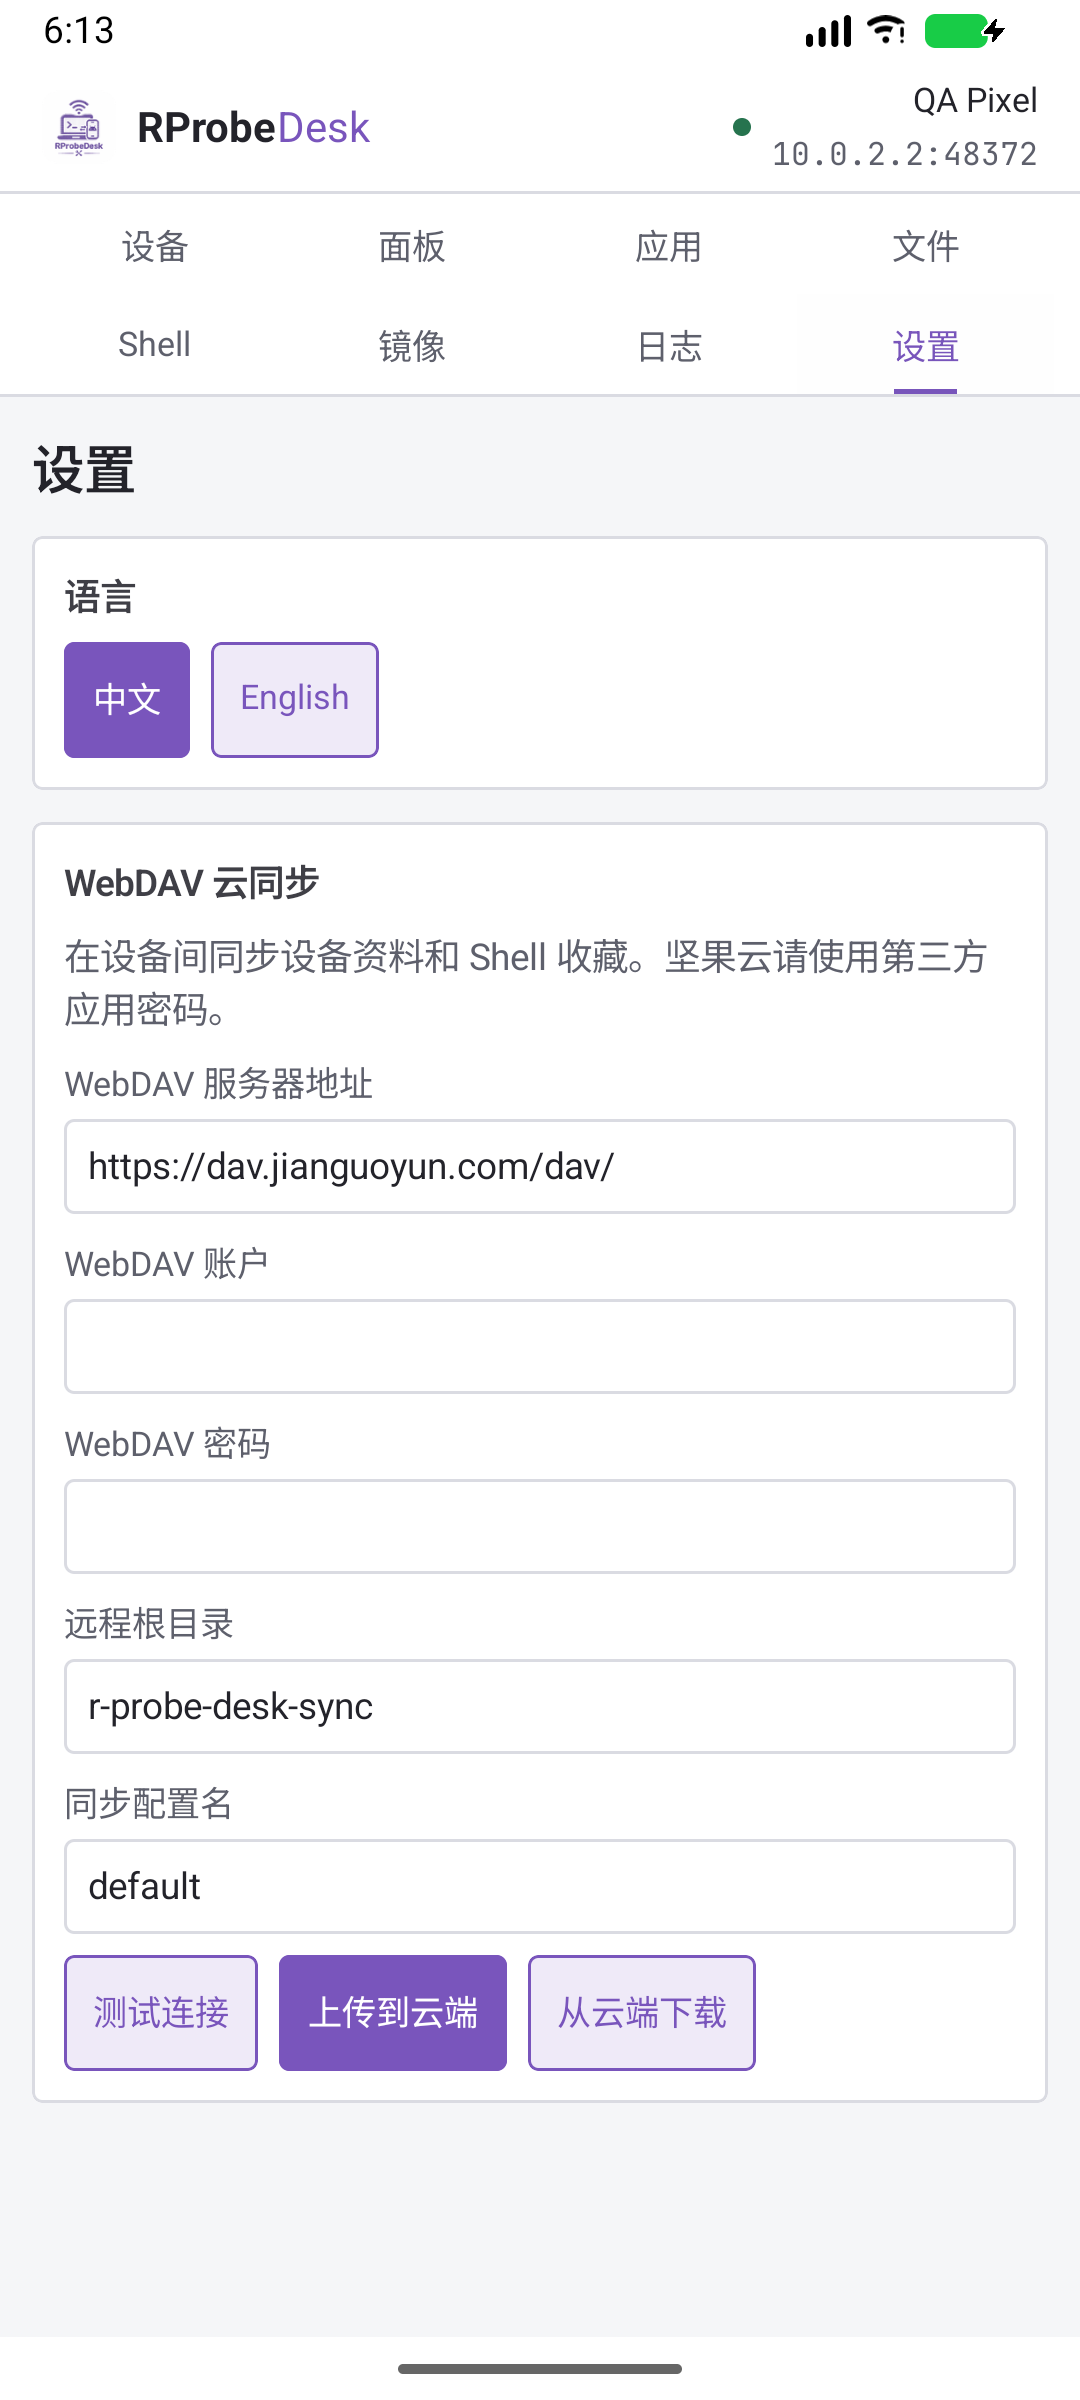 6:13
RProbeDesk
RProbeDesk
QA Pixel
10.0.2.2:48372
设备 面板 应用 文件
Shell 镜像 日志 设置
设置
语言
中文 English
WebDAV 云同步
在设备间同步设备资料和 Shell 收藏。坚果云请使用第三方
应用密码。
WebDAV 服务器地址
https://dav.jianguoyun.com/dav/
WebDAV 账户
WebDAV 密码
远程根目录
r-probe-desk-sync
同步配置名
default
测试连接 上传到云端 从云端下载